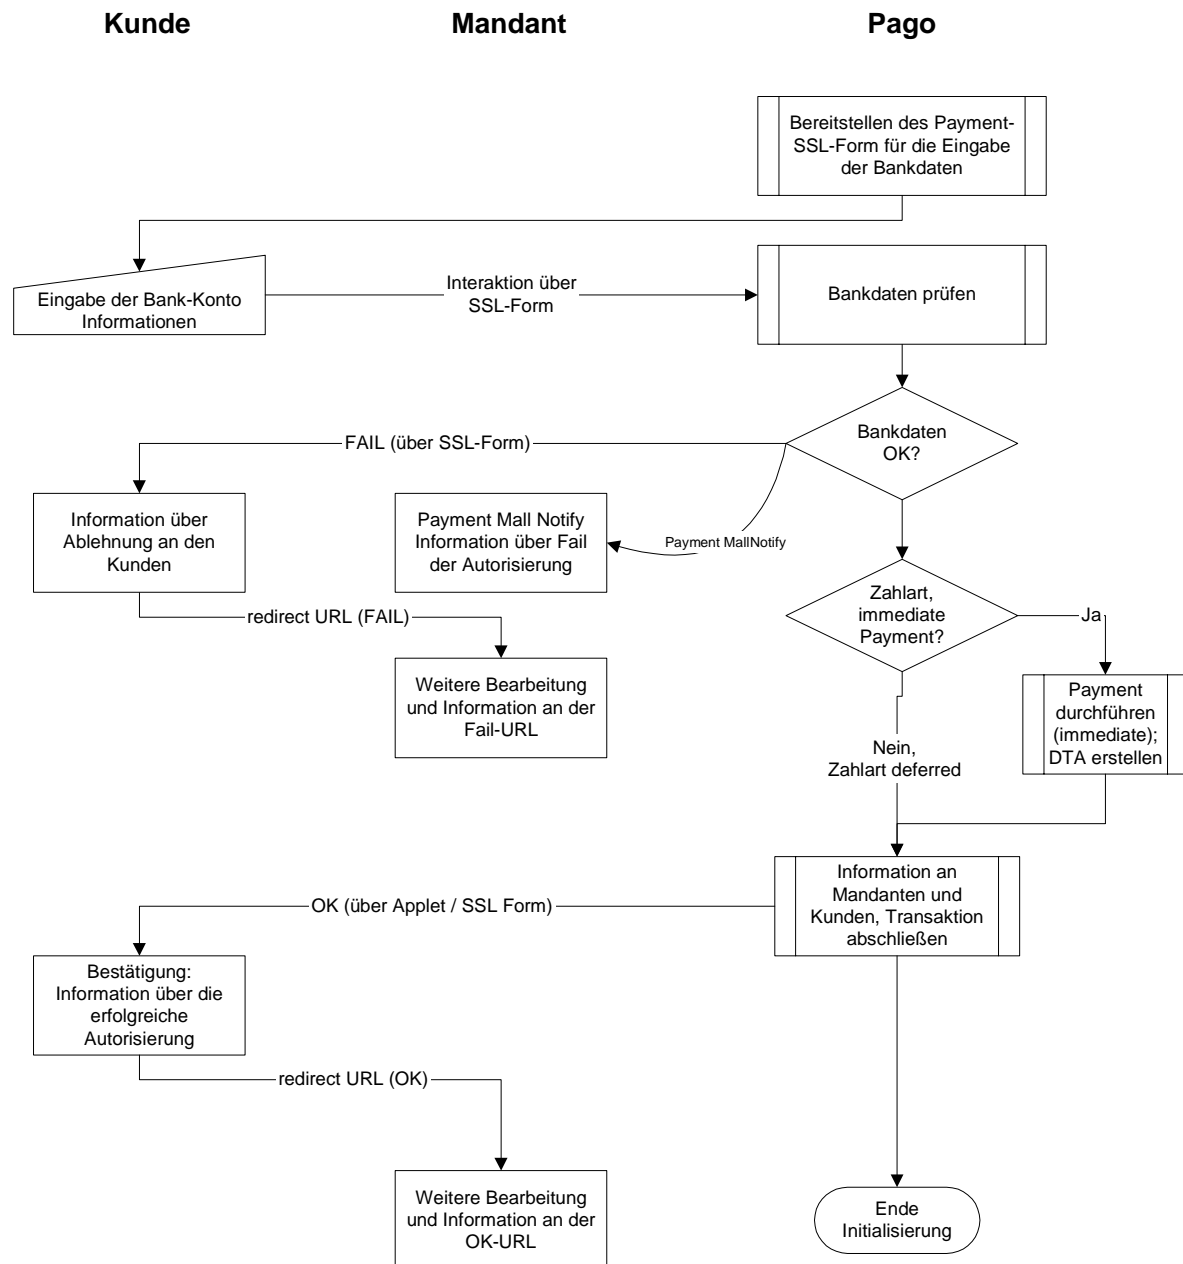 Kunde
Mandant
Pago
Bereitstellen des Payment-
SSL-Form für die Eingabe
der Bankdaten
Eingabe der Bank-Konto
Informationen
Interaktion über
SSL-Form
Bankdaten prüfen
Bankdaten
OK?
FAIL (über SSL-Form)
Information über
Ablehnung an den
Kunden
Payment Mall Notify
Information über Fail
der Autorisierung
Payment MallNotify
Zahlart,
immediate
Payment?
Ja
redirect URL (FAIL)
Weitere Bearbeitung
und Information an der
Fail-URL
Payment
durchführen
(immediate);
DTA erstellen
Nein,
Zahlart deferred
Information an
Mandanten und
Kunden, Transaktion
abschließen
OK (über Applet / SSL Form)
Bestätigung:
Information über die
erfolgreiche
Autorisierung
redirect URL (OK)
Weitere Bearbeitung
und Information an der
OK-URL
Ende
Initialisierung